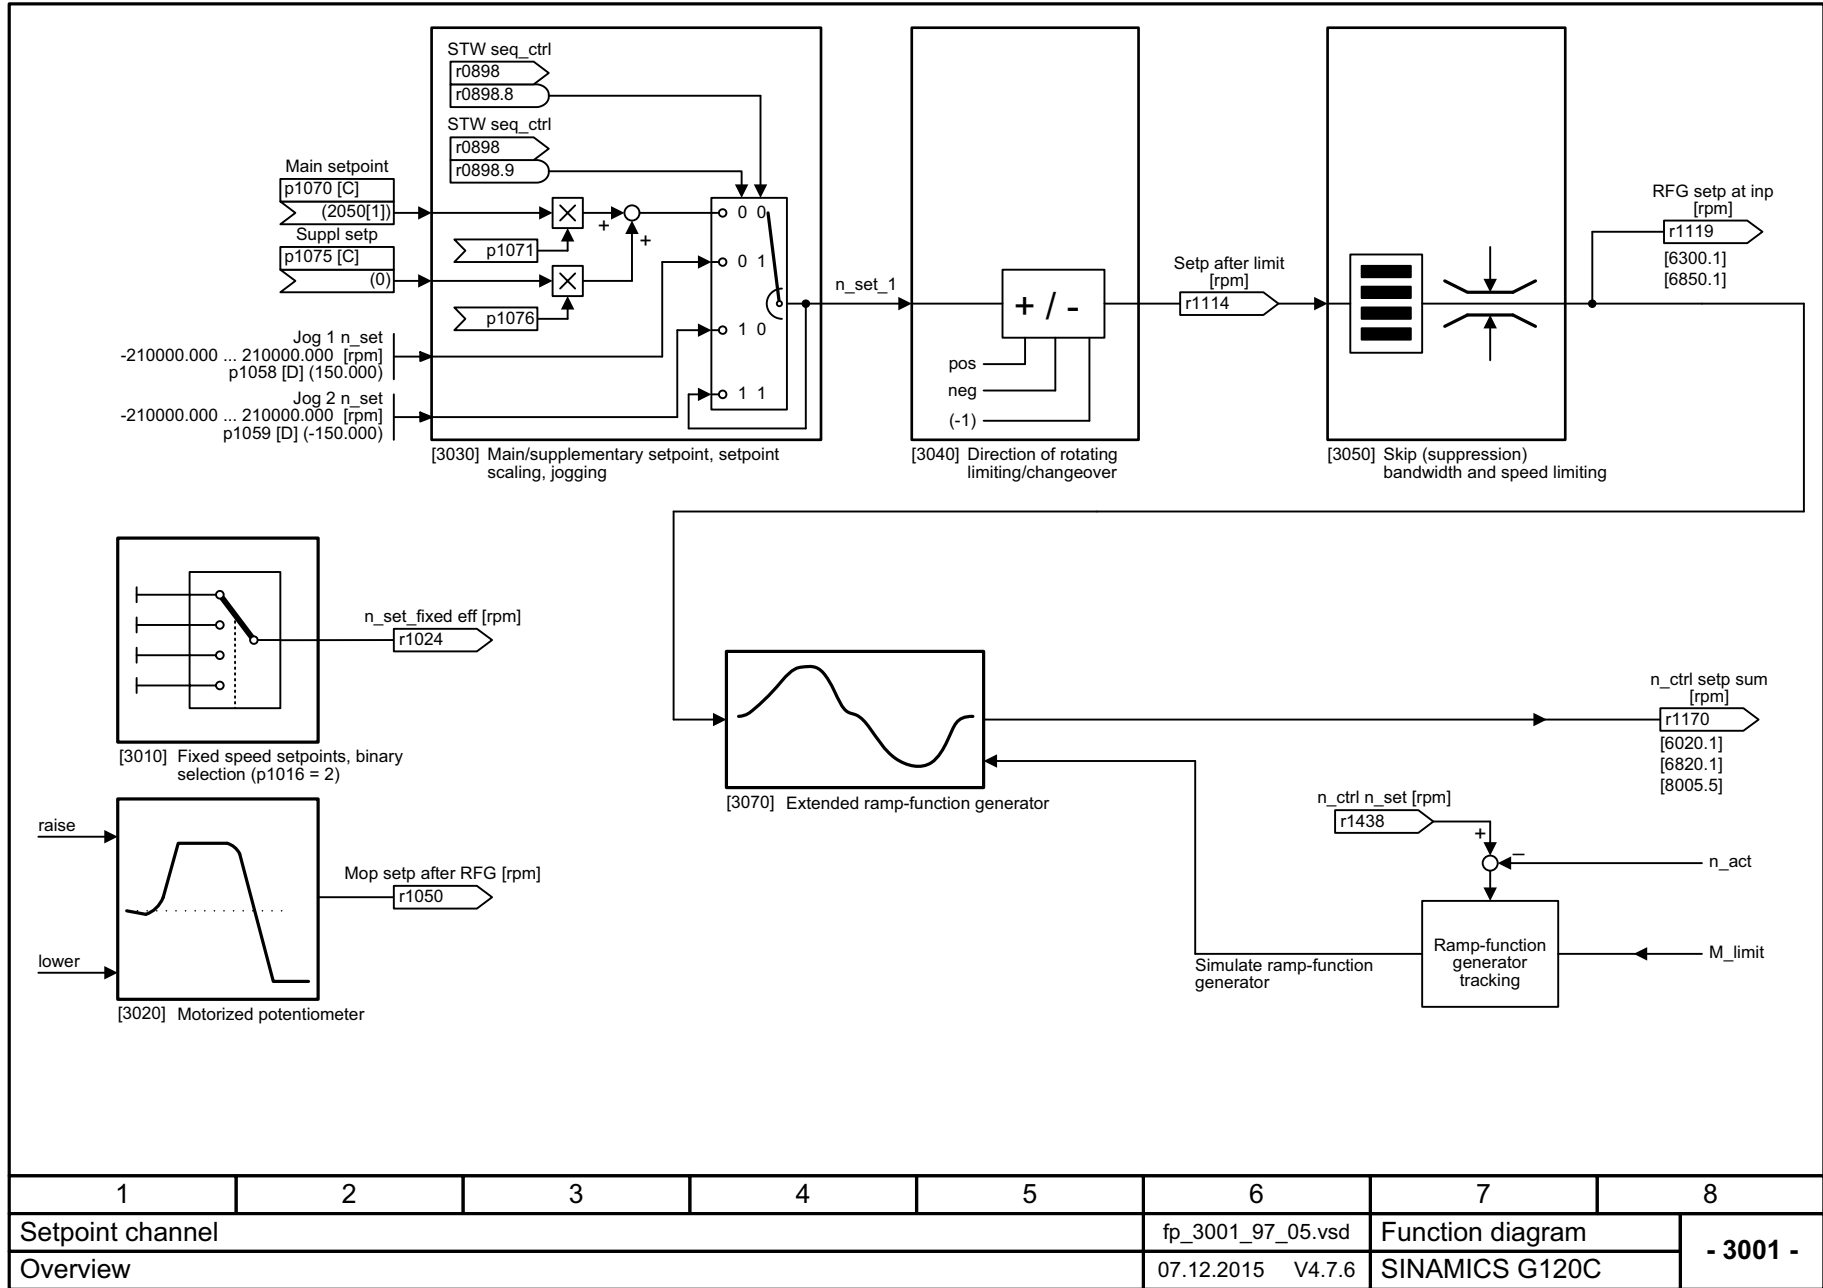 STW seq_ctrl
r0898
r0898.8
STW seq_ctrl
r0898
r0898.9
Main setpoint
p1070 [C]
(2050[1])
Suppl setp
p1075 [C]
(0)
p1071
p1076
+
+
0 0
0 1
1 0
1 1
Jog 1 n_set
-210000.000 ... 210000.000 [rpm]
p1058 [D] (150.000)
Jog 2 n_set
-210000.000 ... 210000.000 [rpm]
p1059 [D] (-150.000)
[3030] Main/supplementary setpoint, setpoint
scaling, jogging
n_set_1
+ / -
pos
neg
(-1)
[3040] Direction of rotating
limiting/changeover
Setp after limit
[rpm]
r1114
[3050] Skip (suppression)
bandwidth and speed limiting
RFG setp at inp
[rpm]
r1119
[6300.1]
[6850.1]
n_set_fixed eff [rpm]
r1024
[3010] Fixed speed setpoints, binary
selection (p1016 = 2)
raise
lower
Mop setp after RFG [rpm]
r1050
[3020] Motorized potentiometer
[3070] Extended ramp-function generator
n_ctrl setp sum
[rpm]
r1170
[6020.1]
[6820.1]
[8005.5]
n_ctrl n_set [rpm]
r1438
+
–
n_act
Ramp-function
generator
tracking
M_limit
Simulate ramp-function
generator
1 2 3 4 5 6 7 8
Setpoint channel
fp_3001_97_05.vsd
Function diagram
- 3001 -
Overview
07.12.2015 V4.7.6
SINAMICS G120C